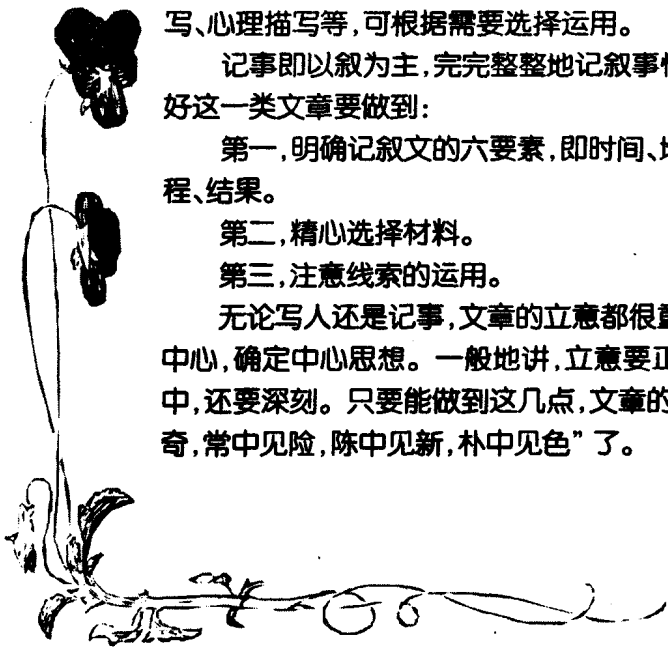 写、心理描写等,可根据需要选择运用。
记事即以叙为主,完完整整地记叙事
好这一类文章要做到:
第一,明确记叙文的六要素,即时间、
程、结果。
第二,精心选择材料。
第三,注意线索的运用。
无论写人还是记事,文章的立意都很
中心,确定中心思想。一般地讲,立意要
中,还要深刻。只要能做到这几点,文章的
奇,常中见险,陈中见新,朴中见色”了。